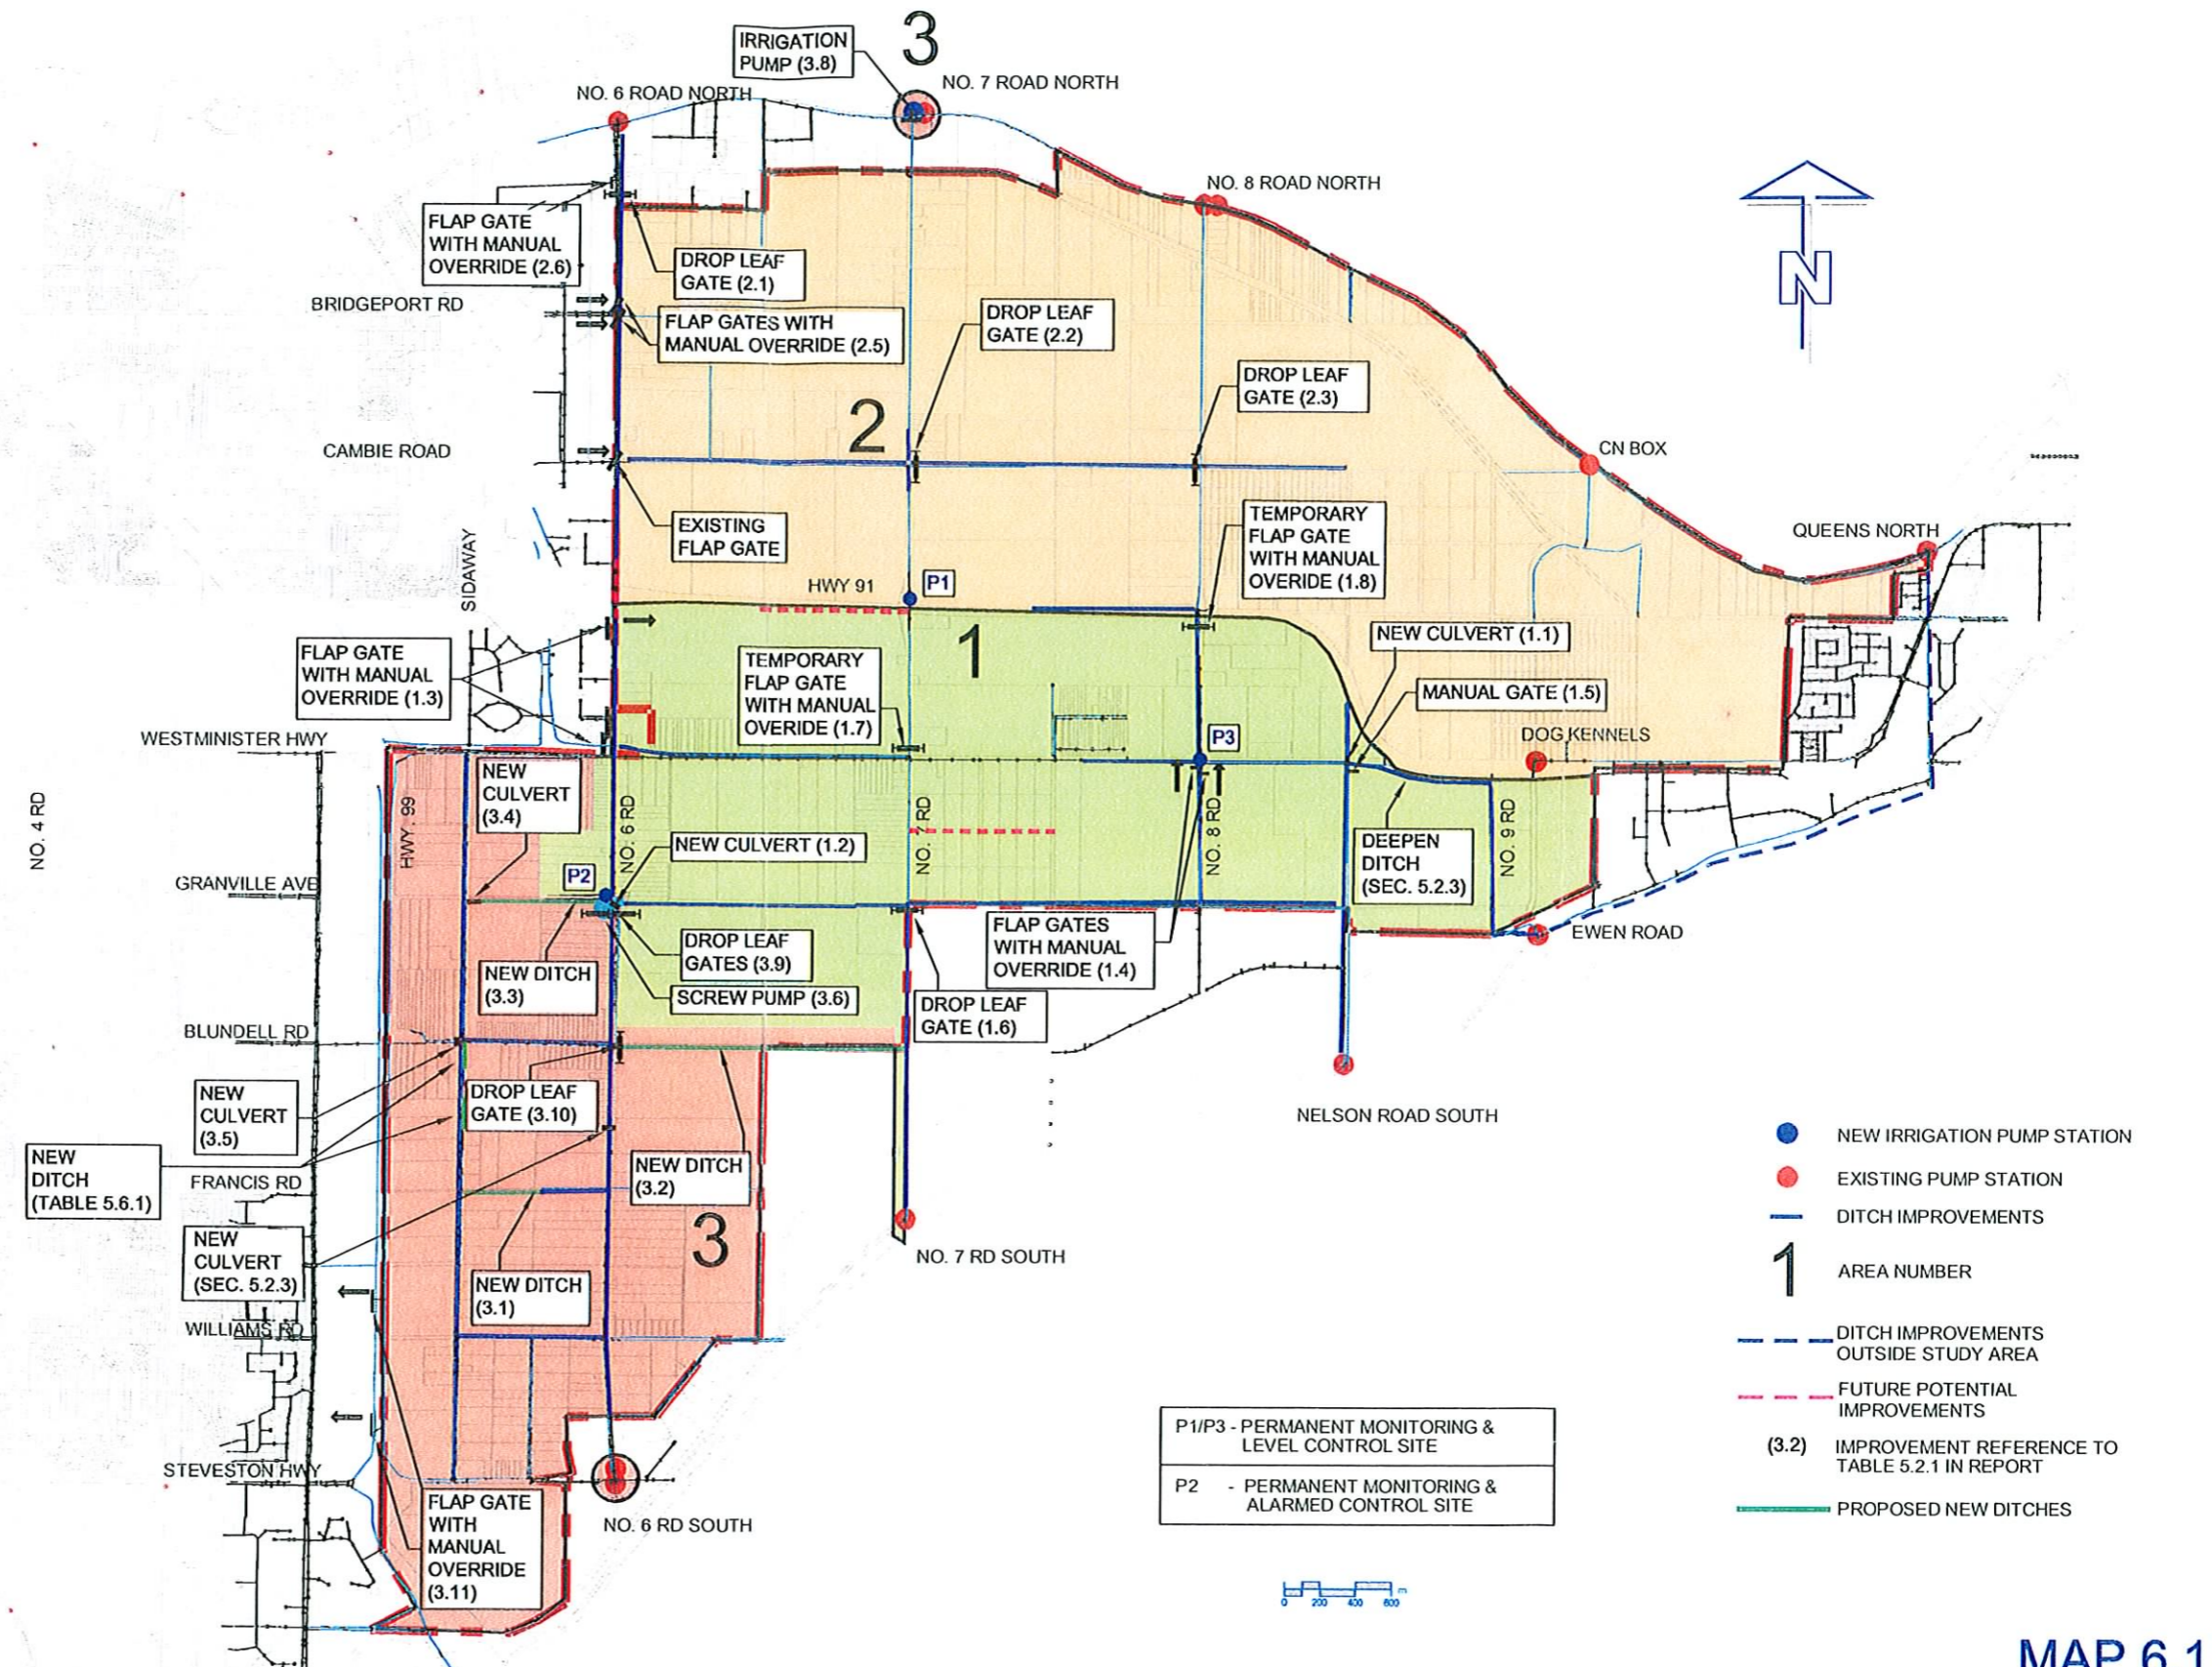 3
IRRIGATION
PUMP (3.8)
NO. 7 ROAD NORTH
NO. 6 ROAD NORTH
NO. 8 ROAD NORTH
FLAP GATE
WITH MANUAL
OVERRIDE (2.6)
DROP LEAF
GATE (2.1)
N
BRIDGEPORT RD
FLAP GATES WITH
MANUAL OVERRIDE (2.5)
DROP LEAF
GATE (2.2)
DROP LEAF
GATE (2.3)
2
CAMBIE ROAD
CN BOX
EXISTING
FLAP GATE
TEMPORARY
FLAP GATE
WITH MANUAL
OVERIDE (1.8)
QUEENS NORTH
SIDAWAY
HWY 91
P1
1
FLAP GATE
WITH MANUAL
OVERRIDE (1.3)
TEMPORARY
FLAP GATE
WITH MANUAL
OVERIDE (1.7)
NEW CULVERT (1.1)
MANUAL GATE (1.5)
WESTMINISTER HWY
P3
DOG KENNELS
NEW
CULVERT
(3.4)
NO. 4 RD
HWY. 99
NO. 6 RD
NO. 7 RD
NO. 8 RD
NO. 9 RD
NEW CULVERT (1.2)
DEEPEN
DITCH
(SEC. 5.2.3)
P2
GRANVILLE AVE
NEW DITCH
(3.3)
DROP LEAF
GATES (3.9)
SCREW PUMP (3.6)
FLAP GATES
WITH MANUAL
OVERRIDE (1.4)
DROP LEAF
GATE (1.6)
EWEN ROAD
BLUNDELL RD
NEW
CULVERT
(3.5)
DROP LEAF
GATE (3.10)
NELSON ROAD SOUTH
NEW
DITCH
(TABLE 5.6.1)
FRANCIS RD
NEW DITCH
(3.2)
NEW
CULVERT
(SEC. 5.2.3)
3
NO. 7 RD SOUTH
NEW DITCH
(3.1)
WILLIAMS RD
STEVESTON HWY
FLAP GATE
WITH
MANUAL
OVERRIDE
(3.11)
NO. 6 RD SOUTH
P1/P3 - PERMANENT MONITORING &
LEVEL CONTROL SITE
P2 - PERMANENT MONITORING &
ALARMED CONTROL SITE
0 200 400 600 m
NEW IRRIGATION PUMP STATION
EXISTING PUMP STATION
DITCH IMPROVEMENTS
1 AREA NUMBER
DITCH IMPROVEMENTS
OUTSIDE STUDY AREA
FUTURE POTENTIAL
IMPROVEMENTS
(3.2) IMPROVEMENT REFERENCE TO
TABLE 5.2.1 IN REPORT
PROPOSED NEW DITCHES
MAP 6.1